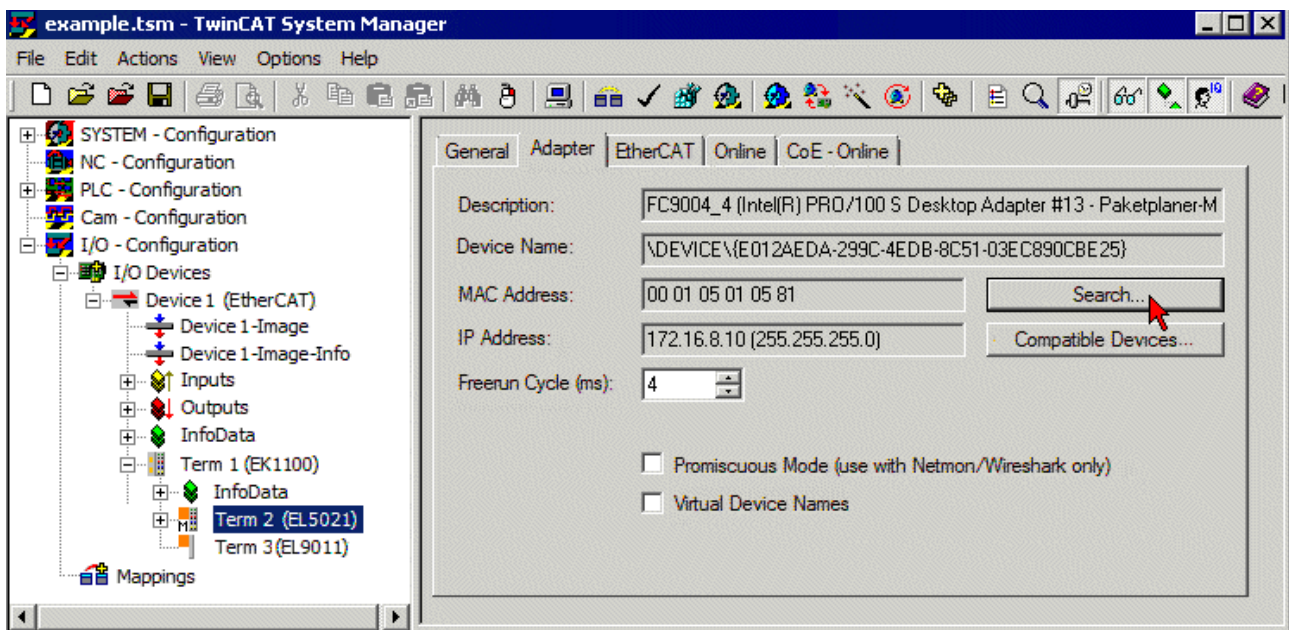 example.tsm - TwinCAT System Manager
File Edit Actions View Options Help
SYSTEM - Configuration
NC - Configuration
PLC - Configuration
Cam - Configuration
I/O - Configuration
I/O Devices
Device 1 (EtherCAT)
Device 1-Image
Device 1-Image-Info
Inputs
Outputs
InfoData
Term 1 (EK1100)
InfoData
M
Term 2 (EL5021)
Term 3(EL9011)
Mappings
General Adapter EtherCAT Online CoE - Online
Description: FC9004_4 (Intel(R) PRO/100 S Desktop Adapter #13 - Paketplaner-M
Device Name: \DEVICE\{E012AEDA-299C-4EDB-8C51-03EC890CBE25}
MAC Address: 00 01 05 01 05 81 Search...
IP Address: 172.16.8.10 (255.255.255.0) Compatible Devices...
Freerun Cycle (ms): 4
Promiscuous Mode (use with Netmon/Wireshark only)
Virtual Device Names